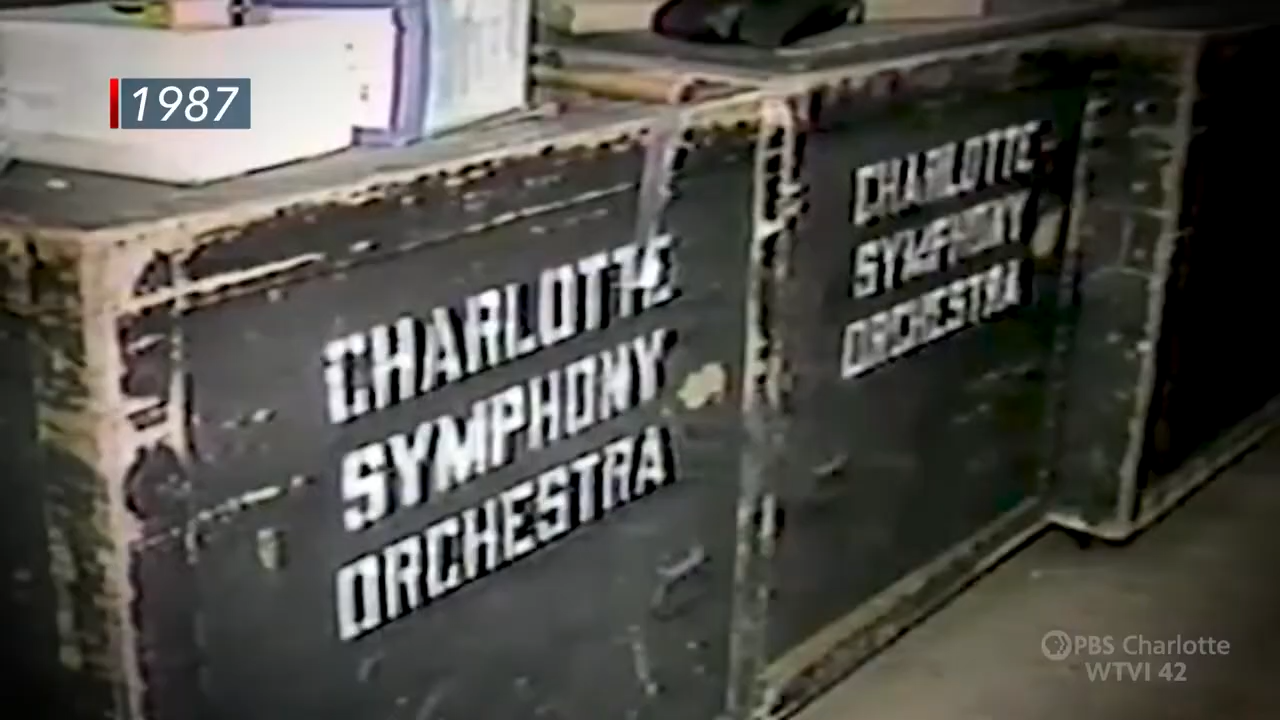 1987
CHARLOTTE
SYMPHONY
ORCHESTRA
CHARLOTTE
SYMPHONY
ORCHESTRA
PBS Charlotte
WTVI 42